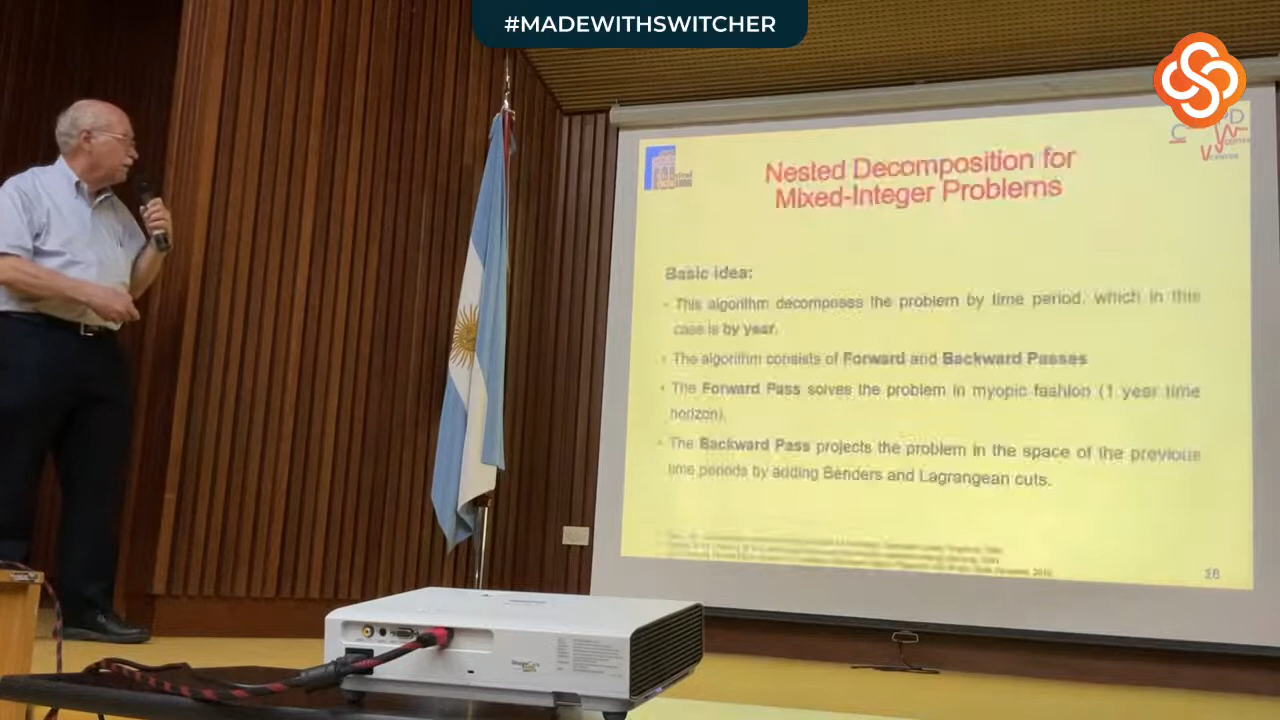 #MADEWITHSWITCHER
Nested Decomposition for
Mixed-Integer Problems
Basic idea:
• This algorithm decomposes the problem by time period, which in this
case is by year.
• The algorithm consists of Forward and Backward Passes
• The Forward Pass solves the problem in myopic fashion (1 year time
horizon).
• The Backward Pass projects the problem in the space of the previous
time periods by adding Benders and Lagrangean cuts.
16